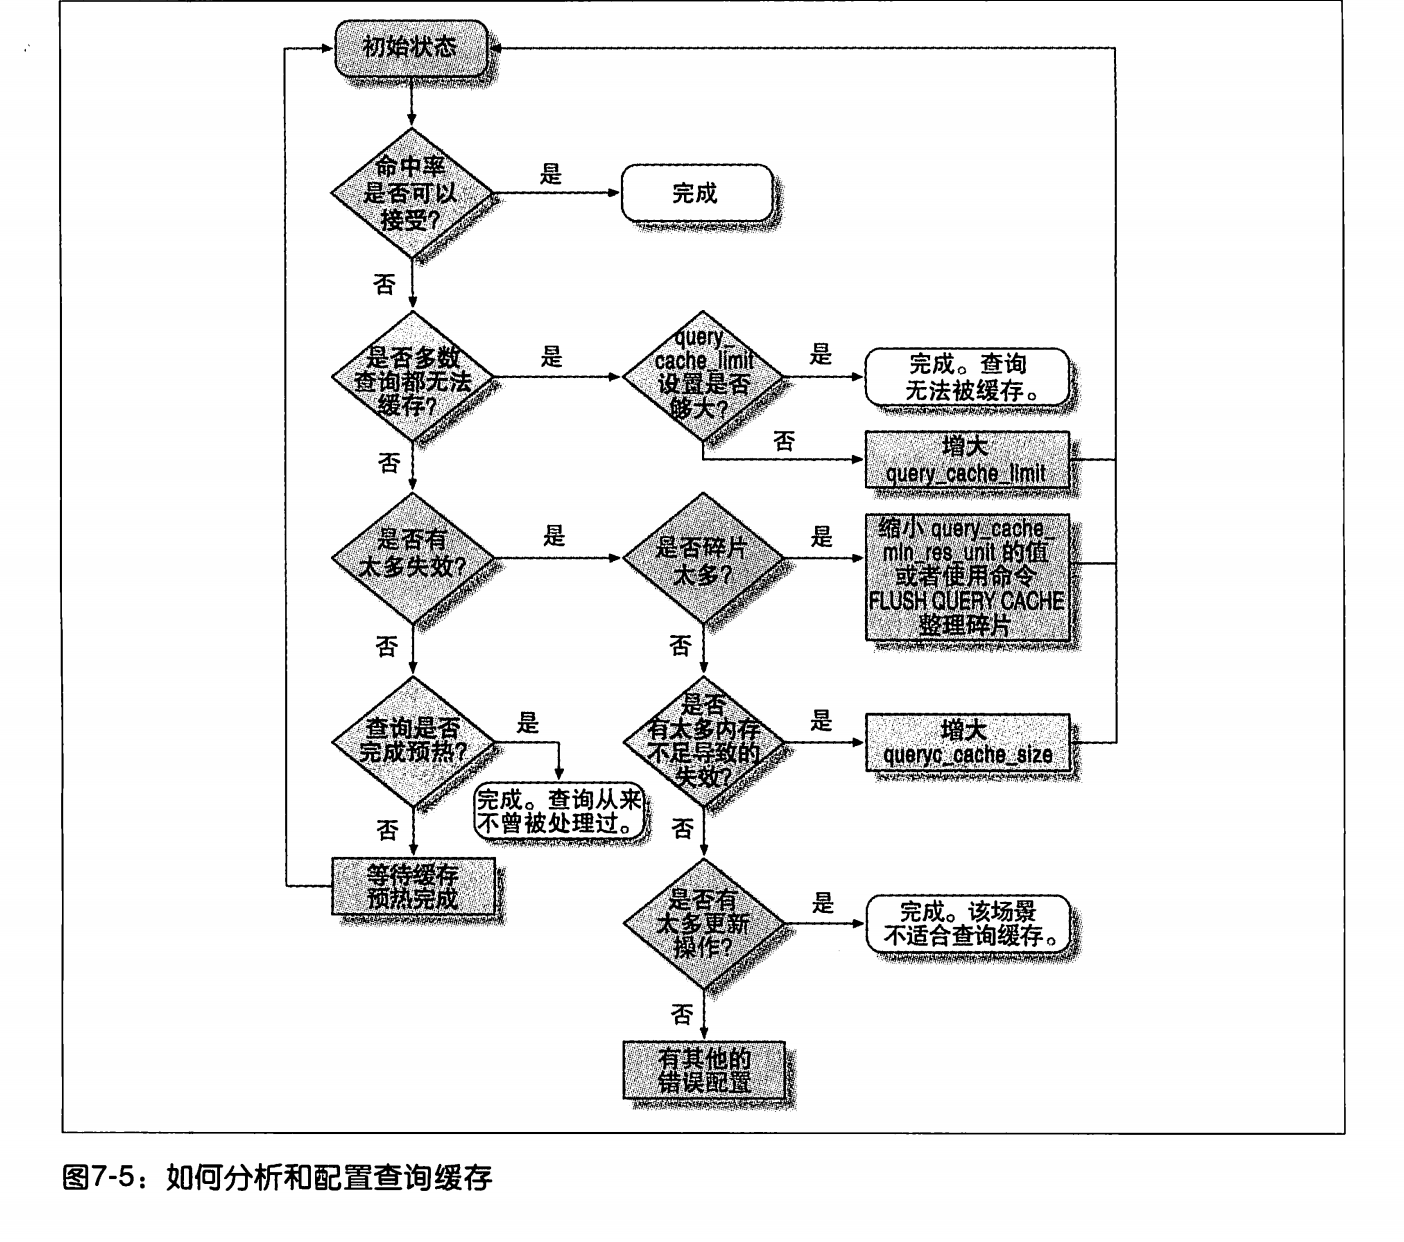 初始状态
命中率
是否可以
接受?
是
完成
否
是否多数
查询都无法
缓存?
是
query_
cache_limit
设置是否
够大?
是
完成。查询
无法被缓存。
否
增大
query_cache_limit
否
是否有
太多失效?
是
是否碎片
太多?
是
缩小 query_cache_
min_res_unit 的值
或者使用命令
FLUSH QUERY CACHE
整理碎片
否
否
查询是否
完成预热?
是
完成。查询从来
不曾被处理过。
是否
有太多内存
不足导致的
失效?
是
增大
queryc_cache_size
否
等待缓存
预热完成
否
是否有
太多更新
操作?
是
完成。该场景
不适合查询缓存。
否
有其他的
错误配置
图7-5：如何分析和配置查询缓存